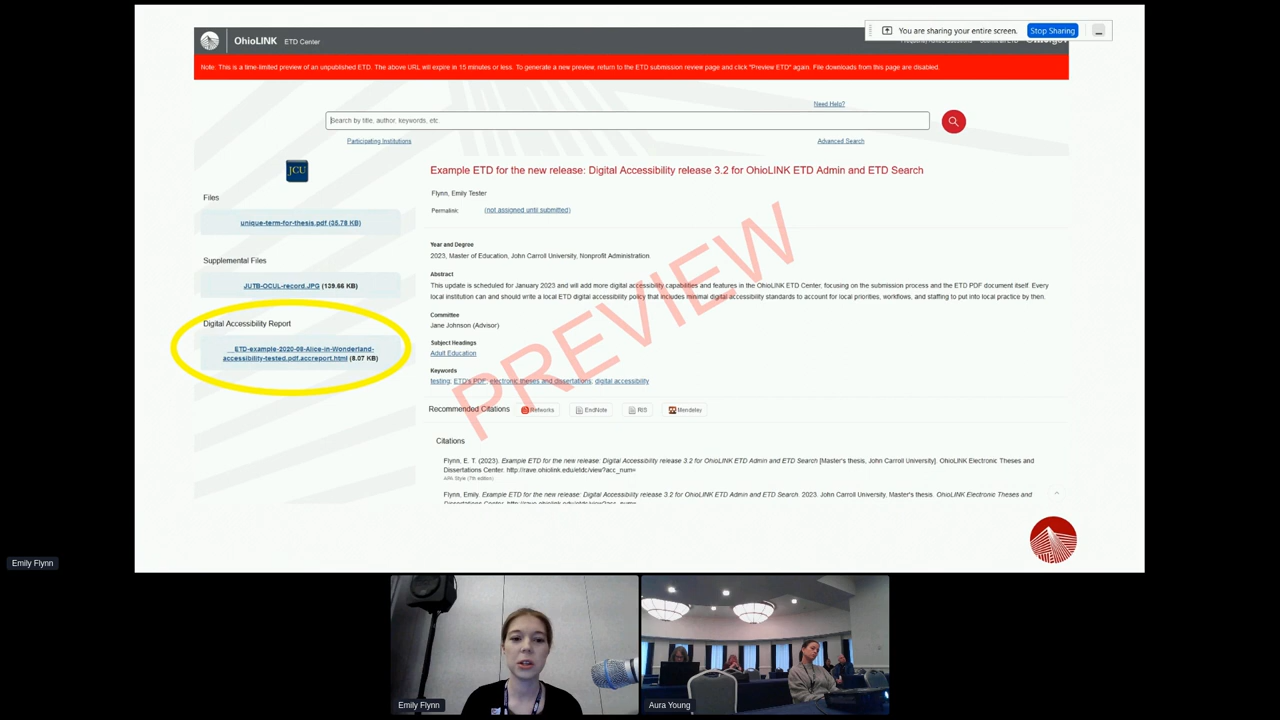 You are sharing your entire screen.
Stop Sharing
OhioLINK
ETD Center
Note: This is a time-limited preview of an unpublished ETD. The above URL will expire in 15 minutes or less. To generate a new preview, return to the ETD submission review page and click "Preview ETD" again. File downloads from this page are disabled.
Need Help?
Search by title, author, keywords, etc.
Participating Institutions
Advanced Search
JCU
Files
unique-term-for-thesis.pdf (35.78 KB)
Supplemental Files
JUTB-OCUL-record.JPG (139.66 KB)
Digital Accessibility Report
__ETD-example-2020-08-Alice-in-Wonderland-
accessibility-tested.pdf.accreport.html (8.07 KB)
Example ETD for the new release: Digital Accessibility release 3.2 for OhioLINK ETD Admin and ETD Search
Flynn, Emily Tester
Permalink:
(not assigned until submitted)
Year and Degree
2023, Master of Education, John Carroll University, Nonprofit Administration.
Abstract
This update is scheduled for January 2023 and will add more digital accessibility capabilities and features in the OhioLINK ETD Center, focusing on the submission process and the ETD PDF document itself. Every
local institution can and should write a local ETD digital accessibility policy that includes minimal digital accessibility standards to account for local priorities, workflows, and staffing to put into local practice by then.
Committee
Jane Johnson (Advisor)
Subject Headings
Adult Education
Keywords
testing; ETD's PDF; electronic theses and dissertations; digital accessibility
PREVIEW
Recommended Citations
Refworks
EndNote
RIS
Mendeley
Citations
Flynn, E. T. (2023). Example ETD for the new release: Digital Accessibility release 3.2 for OhioLINK ETD Admin and ETD Search [Master's thesis, John Carroll University]. OhioLINK Electronic Theses and
Dissertations Center. http://rave.ohiolink.edu/etdc/view?acc_num=
APA Style (7th edition)
Flynn, Emily. Example ETD for the new release: Digital Accessibility release 3.2 for OhioLINK ETD Admin and ETD Search. 2023. John Carroll University, Master's thesis. OhioLINK Electronic Theses and
Dissertations Center, http://rave.ohiolink.edu/etdc/view?acc_num=
Emily Flynn
Emily Flynn
Aura Young